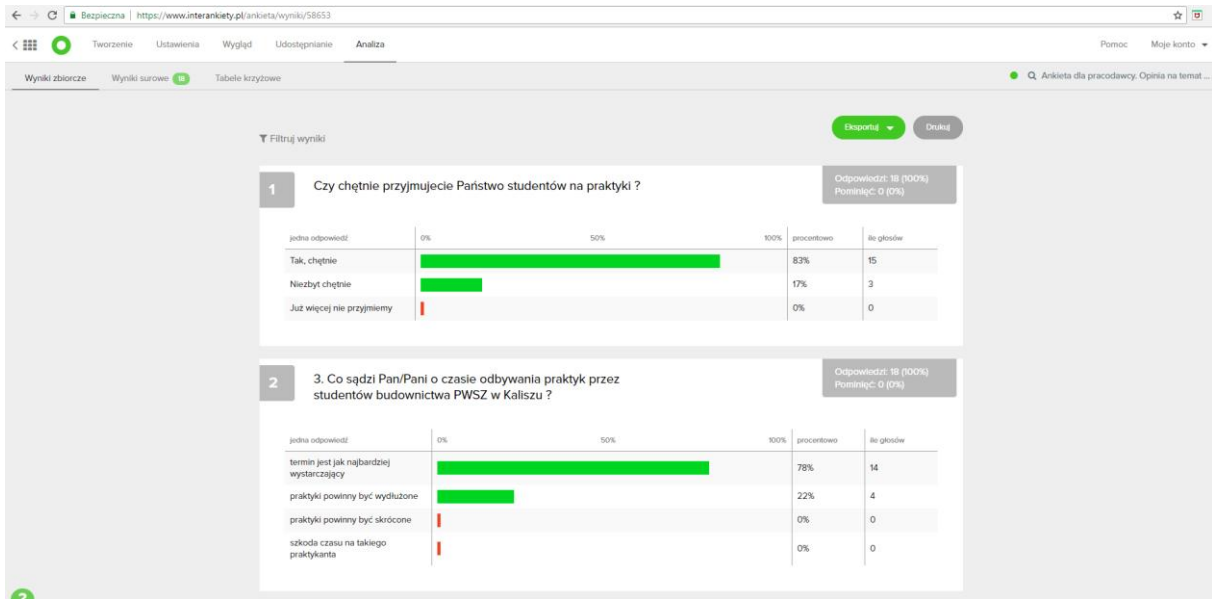 Bezpieczna | https://www.interankiety.pl/ankieta/wyniki/58653
Tworzenie Ustawienia Wygląd Udostępnianie Analiza Pomoc Moje konto
Wyniki zbiorcze Wyniki surowe 18 Tabele krzyżowe Ankieta dla pracodawcy. Opinia na temat ...
Filtruj wyniki Eksportuj Drukuj
1 Czy chętnie przyjmujecie Państwo studentów na praktyki ?
Odpowiedzi: 18 (100%)
Pominięć: 0 (0%)
jedna odpowiedź 0% 50% 100% procentowo ile głosów
Tak, chętnie 83% 15
Niezbyt chętnie 17% 3
Już więcej nie przyjmiemy 0% 0
2 3. Co sądzi Pan/Pani o czasie odbywania praktyk przez
studentów budownictwa PWSZ w Kaliszu ?
Odpowiedzi: 18 (100%)
Pominięć: 0 (0%)
jedna odpowiedź 0% 50% 100% procentowo ile głosów
termin jest jak najbardziej
wystarczający 78% 14
praktyki powinny być wydłużone 22% 4
praktyki powinny być skrócone 0% 0
szkoda czasu na takiego
praktykanta 0% 0
?